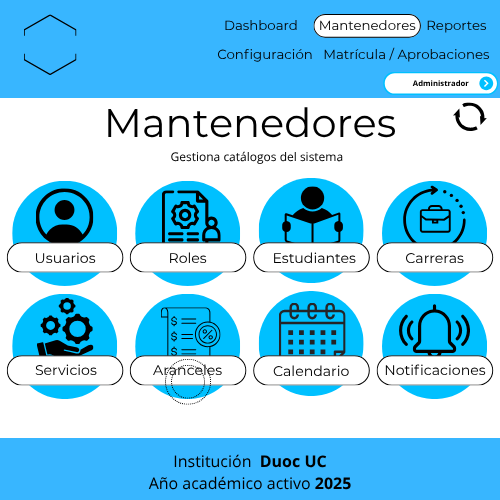 Dashboard Mantenedores Reportes
Configuración Matrícula / Aprobaciones
Administrador
Mantenedores
Gestiona catálogos del sistema
Usuarios Roles Estudiantes Carreras
$
$
$
%
Servicios Aranceles Calendario Notificaciones
Institución Duoc UC
Año académico activo 2025